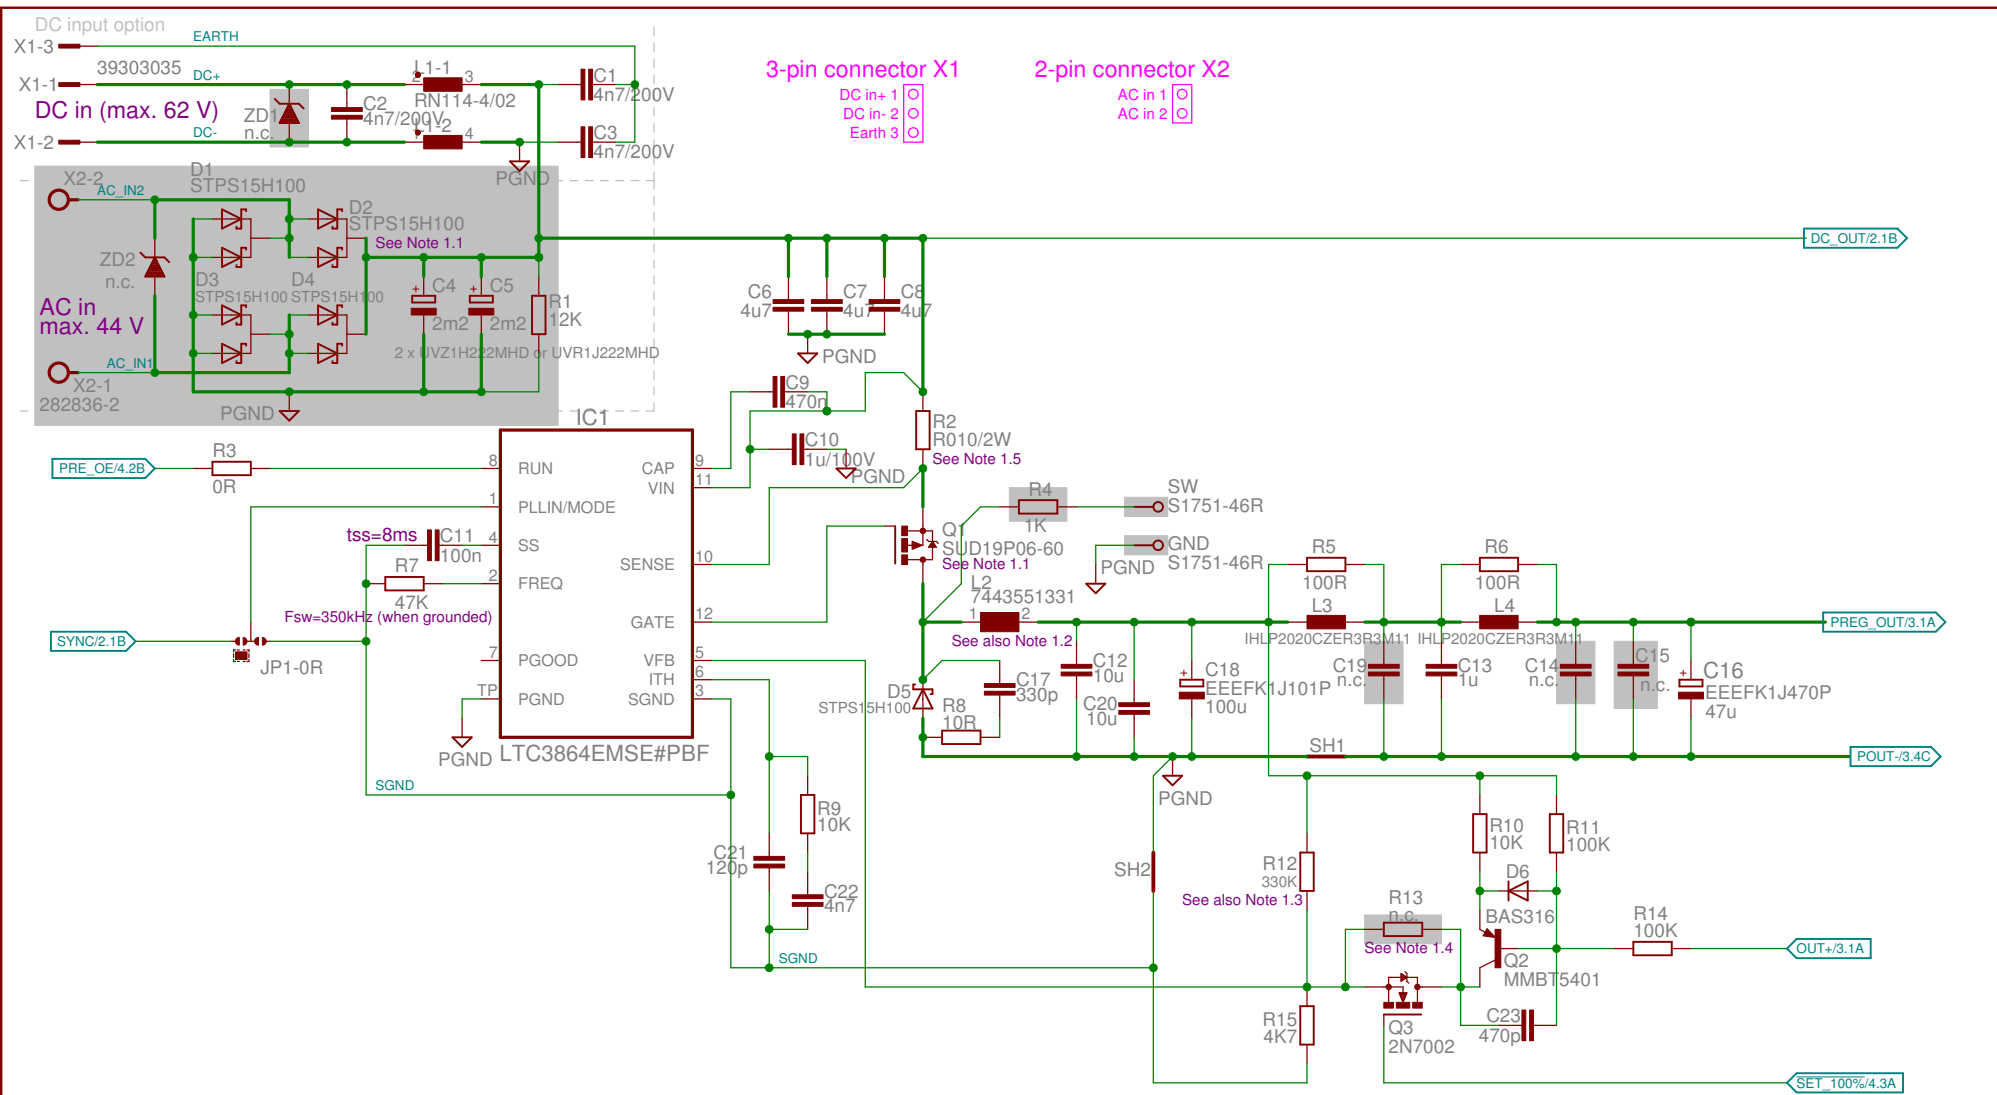 DC input option
X1-3
EARTH
39303035
X1-1
DC+
L1-1
2
3
RN114-4/02
C1
4n7/200V
DC in (max. 62 V)
ZD1
n.c.
C2
4n7/200V
L1-2
4
X1-2
DC-
C3
4n7/200V
PGND
3-pin connector X1
DC in+ 1
DC in- 2
Earth 3
2-pin connector X2
AC in 1
AC in 2
X2-2
AC_IN2
D1
STPS15H100
D2
STPS15H100
See Note 1.1
ZD2
n.c.
D3
STPS15H100
D4
STPS15H100
AC in
max. 44 V
C4
2m2
C5
2m2
R1
12K
2 x UVZ1H222MHD or UVR1J222MHD
AC_IN1
X2-1
282836-2
PGND
DC_OUT/2.1B
C6
4u7
C7
4u7
C8
4u7
PGND
C9
470n
C10
1u/100V
PGND
R2
R010/2W
See Note 1.5
IC1
PRE_OE/4.2B
R3
0R
8
RUN
1
PLLIN/MODE
tss=8ms
C11
100n
4
SS
R7
47K
2
FREQ
Fsw=350kHz (when grounded)
7
PGOOD
TP
PGND
CAP
9
VIN
11
SENSE
10
GATE
12
VFB
5
ITH
6
SGND
3
LTC3864EMSE#PBF
PGND
SYNC/2.1B
JP1-0R
SGND
R4
1K
SW
S1751-46R
GND
S1751-46R
PGND
Q1
SUD19P06-60
See Note 1.1
L2
7443551331
1
2
See also Note 1.2
D5
STPS15H100
C17
330p
R8
10R
C12
10u
C20
10u
C18
EEEFK1J101P
100u
R5
100R
L3
IHLP2020CZER3R3M11
R6
100R
L4
IHLP2020CZER3R3M11
C19
n.c.
C13
1u
C14
n.c.
C15
n.c.
C16
EEEFK1J470P
47u
PREG_OUT/3.1A
SH1
POUT-/3.4C
PGND
R9
10K
C21
120p
C22
4n7
SGND
SH2
R12
330K
See also Note 1.3
R10
10K
R11
100K
D6
BAS316
R13
n.c.
See Note 1.4
Q2
MMBT5401
R14
100K
OUT+/3.1A
R15
4K7
Q3
2N7002
C23
470p
SET_100%/4.3A